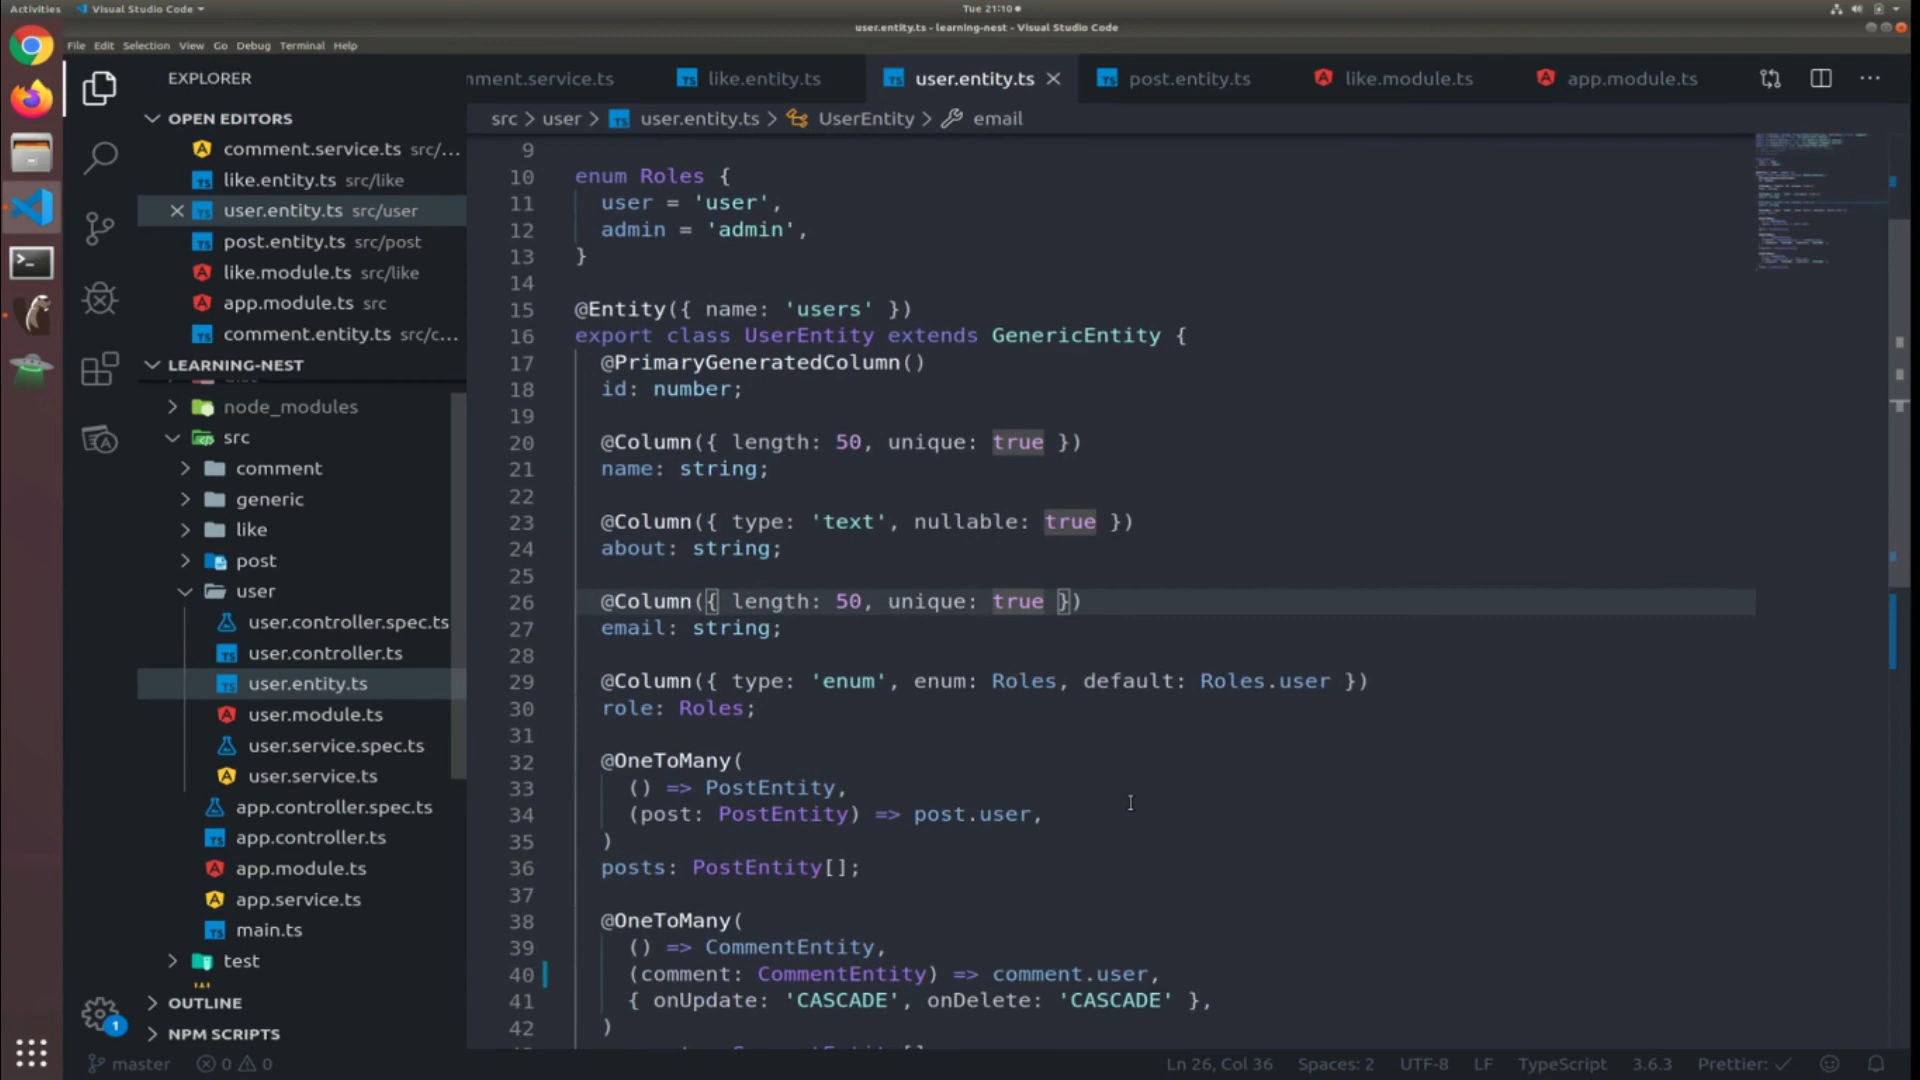 Activities
Visual Studio Code
Tue 21:10
user.entity.ts - learning-nest - Visual Studio Code
File Edit Selection View Go Debug Terminal Help
EXPLORER
OPEN EDITORS
comment.service.ts src/...
like.entity.ts src/like
user.entity.ts src/user
post.entity.ts src/post
like.module.ts src/like
app.module.ts src
comment.entity.ts src/c...
LEARNING-NEST
node_modules
src
comment
generic
like
post
user
user.controller.spec.ts
user.controller.ts
user.entity.ts
user.module.ts
user.service.spec.ts
user.service.ts
app.controller.spec.ts
app.controller.ts
app.module.ts
app.service.ts
main.ts
test
OUTLINE
NPM SCRIPTS
1
nment.service.ts
like.entity.ts
user.entity.ts
post.entity.ts
like.module.ts
app.module.ts
src > user > user.entity.ts > UserEntity > email
9
10 enum Roles {
11 user = 'user',
12 admin = 'admin',
13 }
14
15 @Entity({ name: 'users' })
16 export class UserEntity extends GenericEntity {
17 @PrimaryGeneratedColumn()
18 id: number;
19
20 @Column({ length: 50, unique: true })
21 name: string;
22
23 @Column({ type: 'text', nullable: true })
24 about: string;
25
26 @Column({ length: 50, unique: true })
27 email: string;
28
29 @Column({ type: 'enum', enum: Roles, default: Roles.user })
30 role: Roles;
31
32 @OneToMany(
33 () => PostEntity,
34 (post: PostEntity) => post.user,
35 )
36 posts: PostEntity[];
37
38 @OneToMany(
39 () => CommentEntity,
40 (comment: CommentEntity) => comment.user,
41 { onUpdate: 'CASCADE', onDelete: 'CASCADE' },
42 )
master 0 0
Ln 26, Col 36 Spaces: 2 UTF-8 LF TypeScript 3.6.3 Prettier: ✓